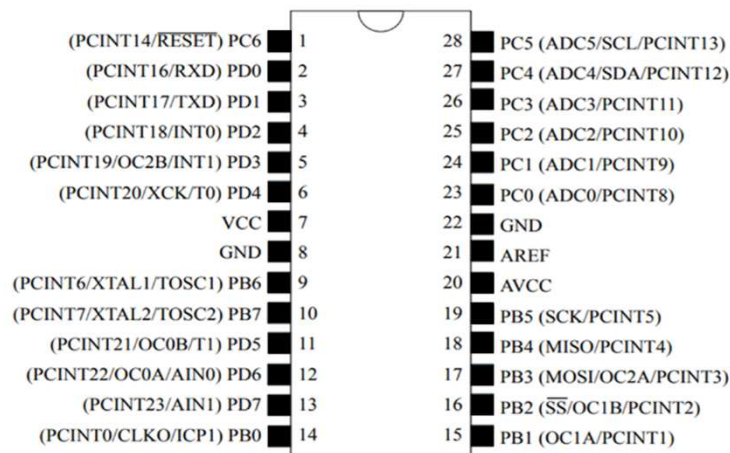 (PCINT14/RESET) PC6 1 28 PC5 (ADC5/SCL/PCINT13)
(PCINT16/RXD) PD0 2 27 PC4 (ADC4/SDA/PCINT12)
(PCINT17/TXD) PD1 3 26 PC3 (ADC3/PCINT11)
(PCINT18/INT0) PD2 4 25 PC2 (ADC2/PCINT10)
(PCINT19/OC2B/INT1) PD3 5 24 PC1 (ADC1/PCINT9)
(PCINT20/XCK/T0) PD4 6 23 PC0 (ADC0/PCINT8)
VCC 7 22 GND
GND 8 21 AREF
(PCINT6/XTAL1/TOSC1) PB6 9 20 AVCC
(PCINT7/XTAL2/TOSC2) PB7 10 19 PB5 (SCK/PCINT5)
(PCINT21/OC0B/T1) PD5 11 18 PB4 (MISO/PCINT4)
(PCINT22/OC0A/AIN0) PD6 12 17 PB3 (MOSI/OC2A/PCINT3)
(PCINT23/AIN1) PD7 13 16 PB2 (SS/OC1B/PCINT2)
(PCINT0/CLKO/ICP1) PB0 14 15 PB1 (OC1A/PCINT1)